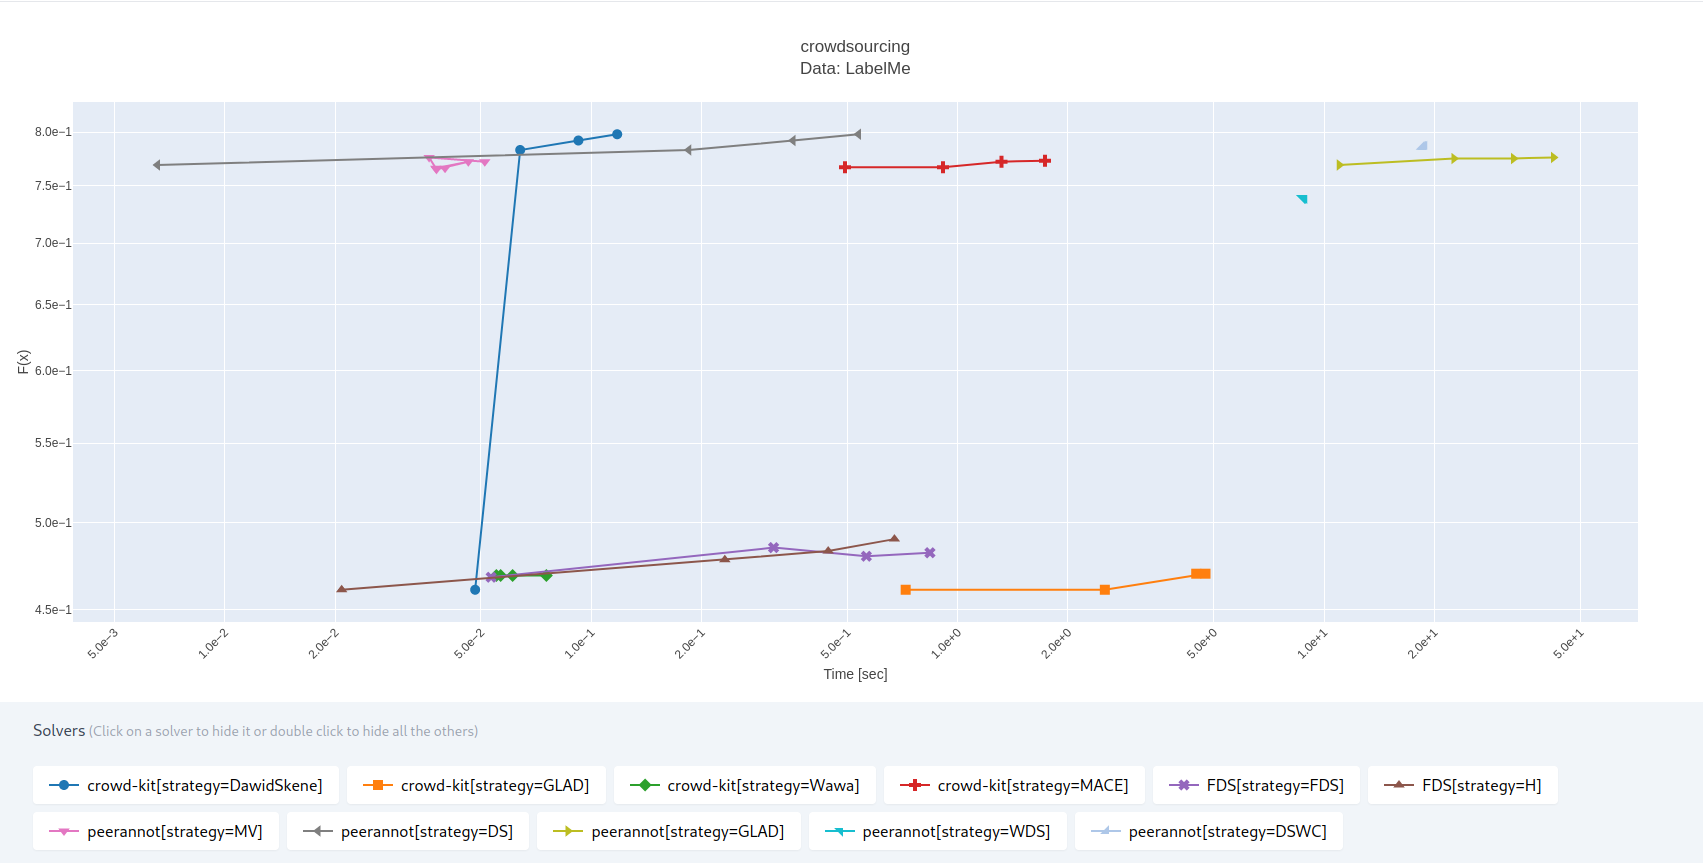 crowdsourcing
Data: LabelMe
8.0e−1
7.5e−1
7.0e−1
6.5e−1
6.0e−1
5.5e−1
5.0e−1
4.5e−1
F(x)
5.0e−3
1.0e−2
2.0e−2
5.0e−2
1.0e−1
2.0e−1
5.0e−1
1.0e+0
2.0e+0
5.0e+0
1.0e+1
2.0e+1
5.0e+1
Time [sec]
Solvers (Click on a solver to hide it or double click to hide all the others)
crowd-kit[strategy=DawidSkene]
crowd-kit[strategy=GLAD]
crowd-kit[strategy=Wawa]
crowd-kit[strategy=MACE]
FDS[strategy=FDS]
FDS[strategy=H]
peerannot[strategy=MV]
peerannot[strategy=DS]
peerannot[strategy=GLAD]
peerannot[strategy=WDS]
peerannot[strategy=DSWC]